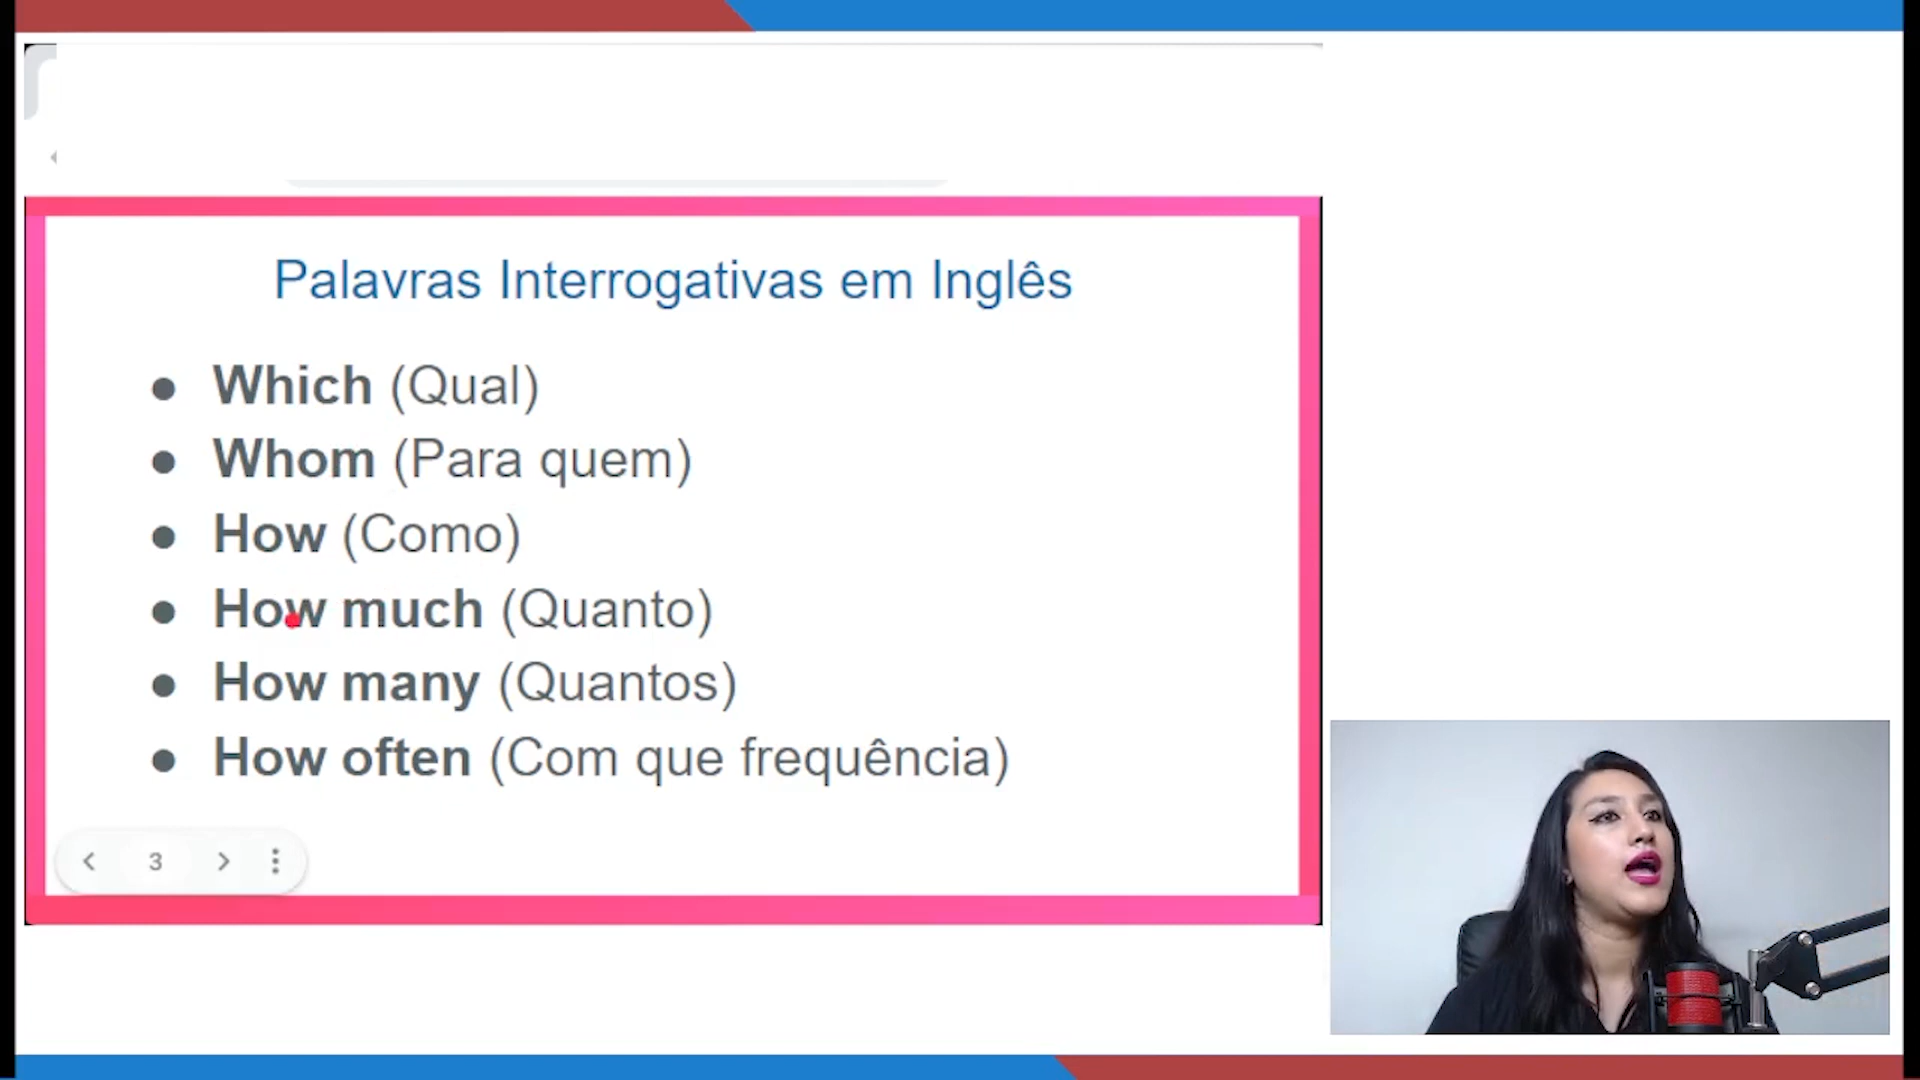 Palavras Interrogativas em Inglês
● Which (Qual)
● Whom (Para quem)
● How (Como)
● How much (Quanto)
● How many (Quantos)
● How often (Com que frequência)
3